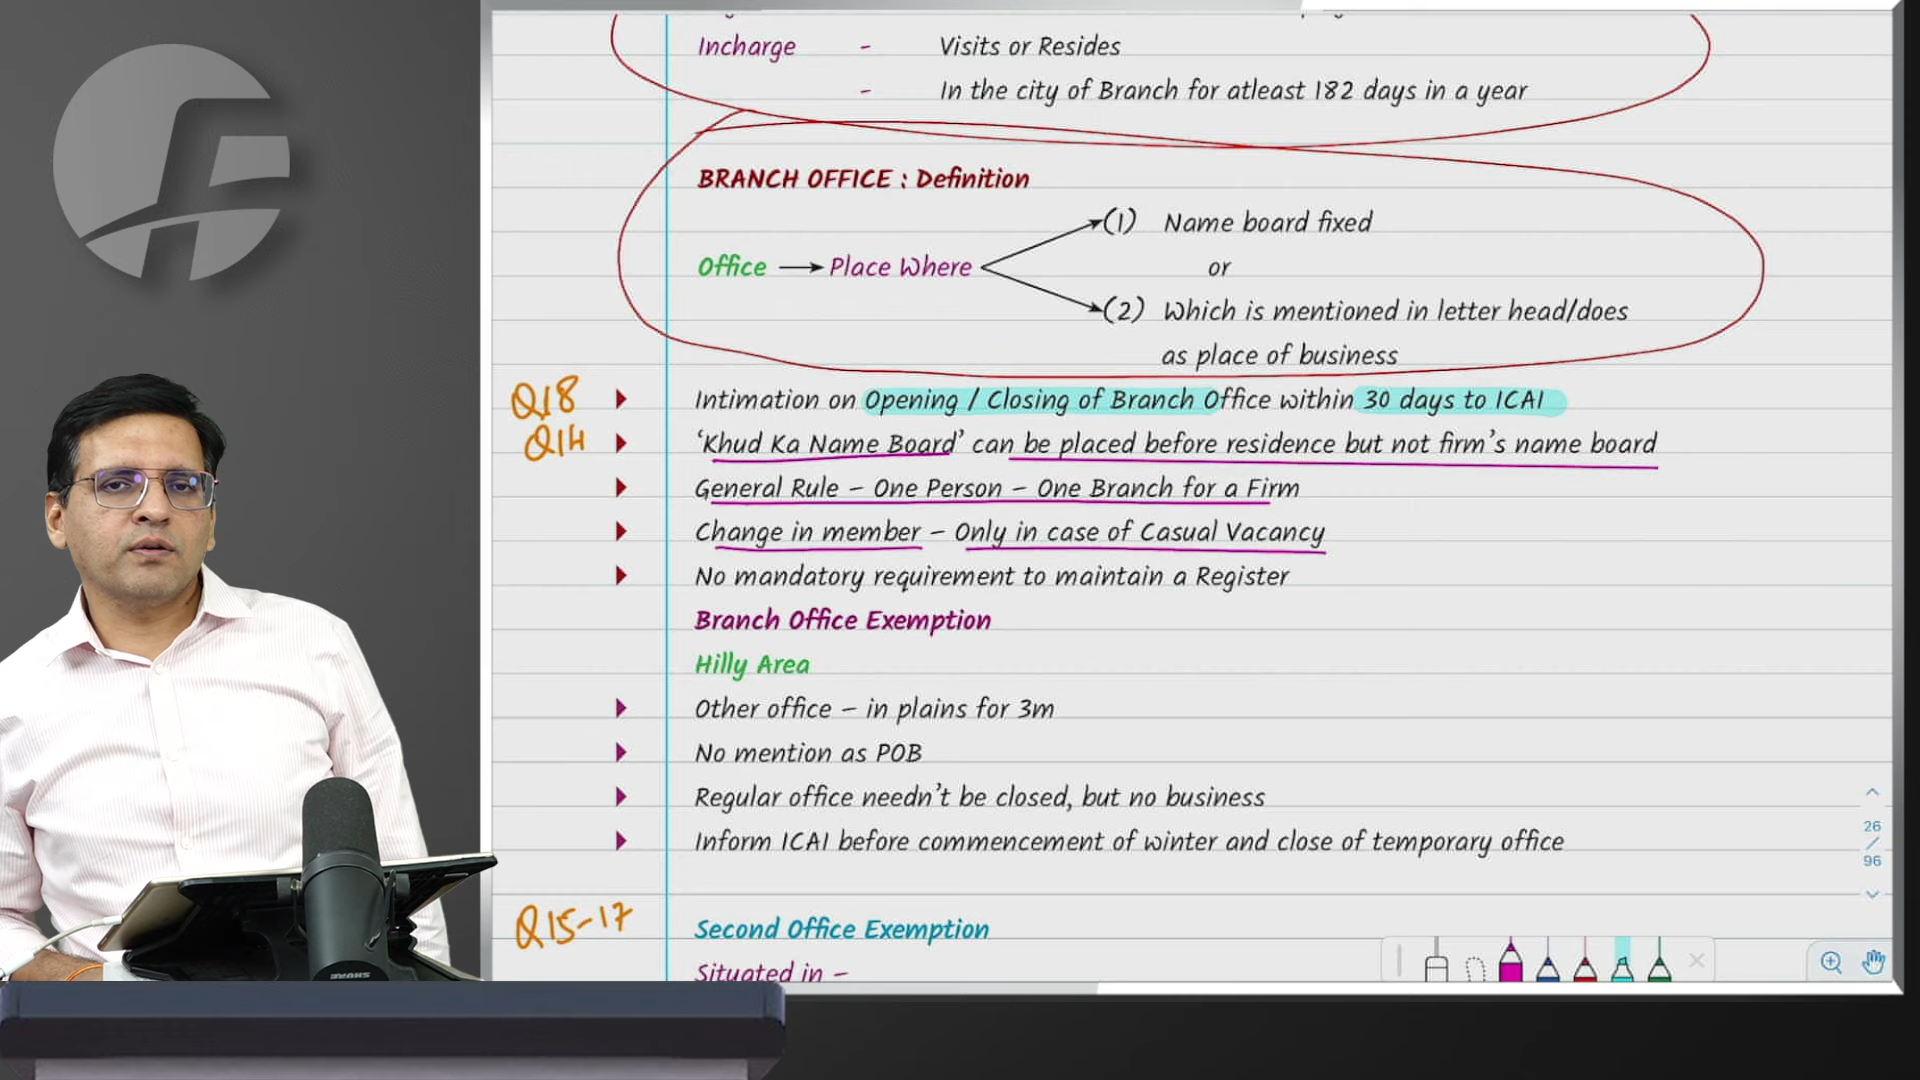 Incharge - Visits or Resides
- In the city of Branch for atleast 182 days in a year
BRANCH OFFICE : Definition
(1) Name board fixed
Office → Place Where or
(2) Which is mentioned in letter head/does
as place of business
Q18 Intimation on Opening / Closing of Branch Office within 30 days to ICAI
Q14 ‘Khud Ka Name Board’ can be placed before residence but not firm’s name board
General Rule – One Person – One Branch for a Firm
Change in member – Only in case of Casual Vacancy
No mandatory requirement to maintain a Register
Branch Office Exemption
Hilly Area
Other office – in plains for 3m
No mention as POB
Regular office needn’t be closed, but no business
Inform ICAI before commencement of winter and close of temporary office
26
/
96
Q15-17 Second Office Exemption
Situated in –
SHURE